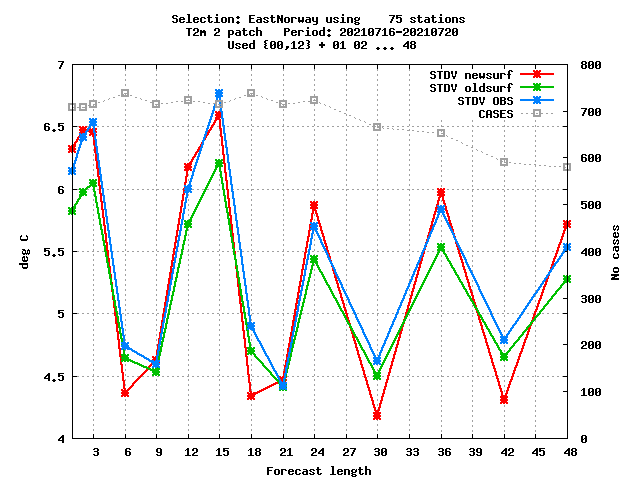 Selection: EastNorway using    75 stations
T2m 2 patch   Period: 20210716-20210720
Used {00,12} + 01 02 ... 48
STDV newsurf
STDV oldsurf
STDV OBS
CASES
7
6.5
6
5.5
5
4.5
4
deg C
800
700
600
500
400
300
200
100
0
No cases
3 6 9 12 15 18 21 24 27 30 33 36 39 42 45 48
Forecast length